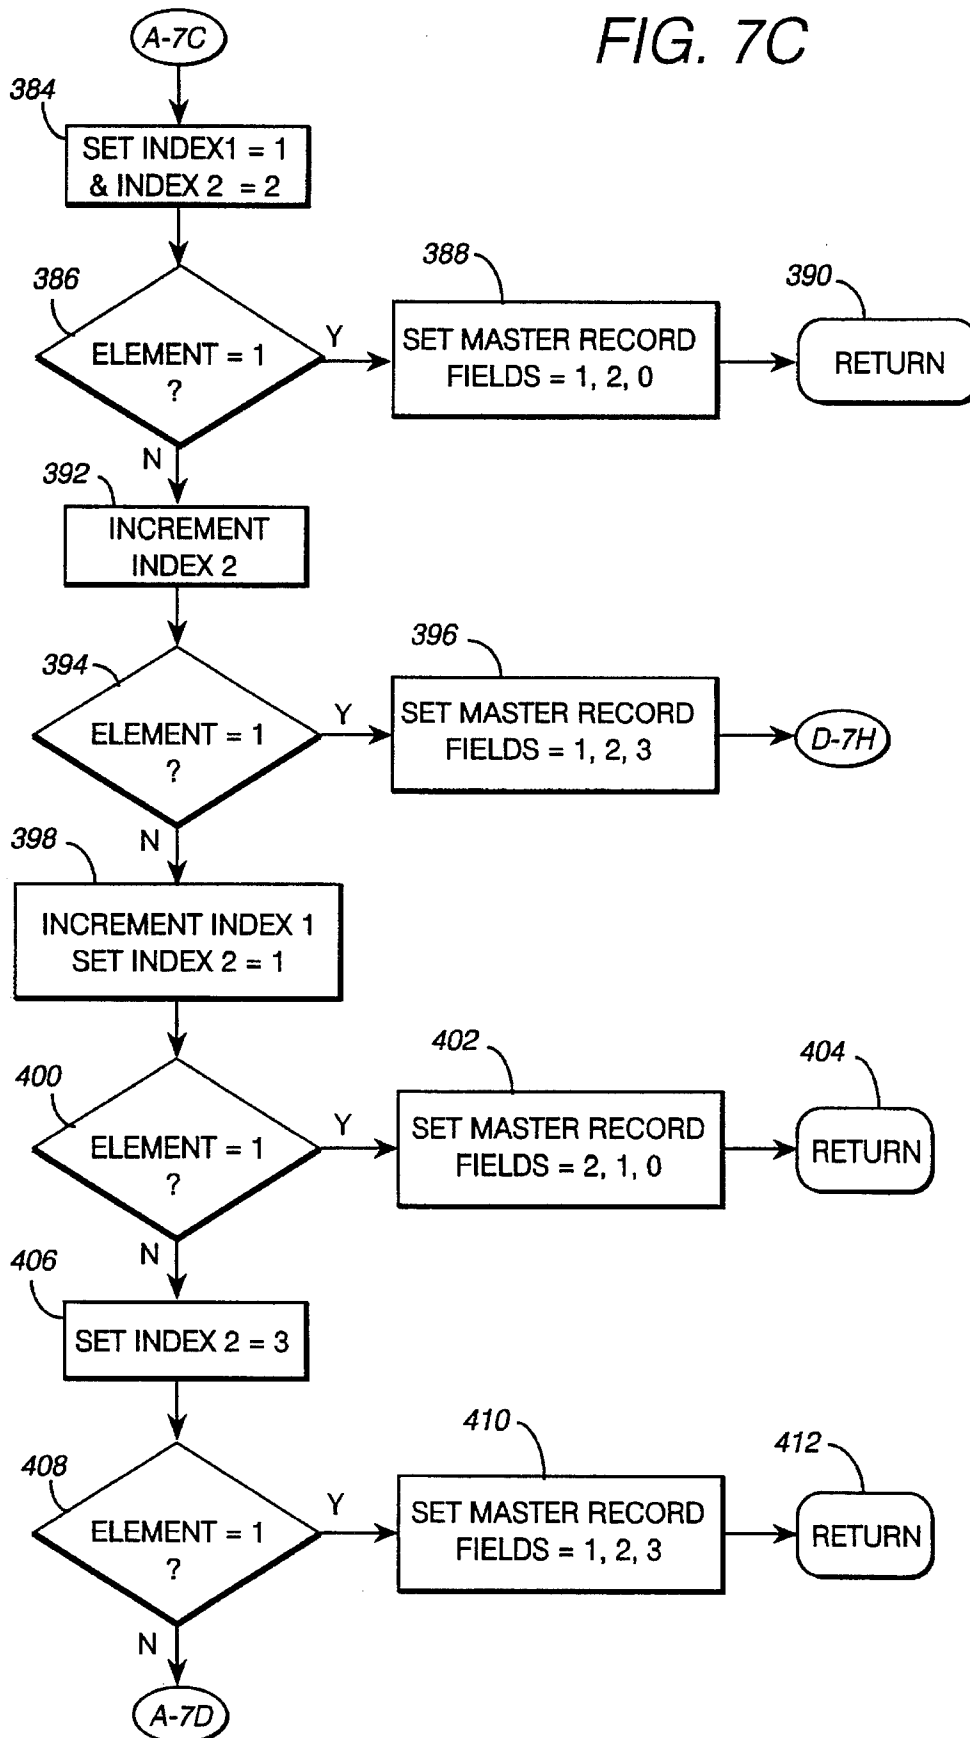 FIG. 7C
A-7C
384
SET INDEX1 = 1
& INDEX 2 = 2
386
ELEMENT = 1
?
Y
N
388
SET MASTER RECORD
FIELDS = 1, 2, 0
390
RETURN
392
INCREMENT
INDEX 2
394
ELEMENT = 1
?
Y
N
396
SET MASTER RECORD
FIELDS = 1, 2, 3
D-7H
398
INCREMENT INDEX 1
SET INDEX 2 = 1
400
ELEMENT = 1
?
Y
N
402
SET MASTER RECORD
FIELDS = 2, 1, 0
404
RETURN
406
SET INDEX 2 = 3
408
ELEMENT = 1
?
Y
N
410
SET MASTER RECORD
FIELDS = 1, 2, 3
412
RETURN
A-7D